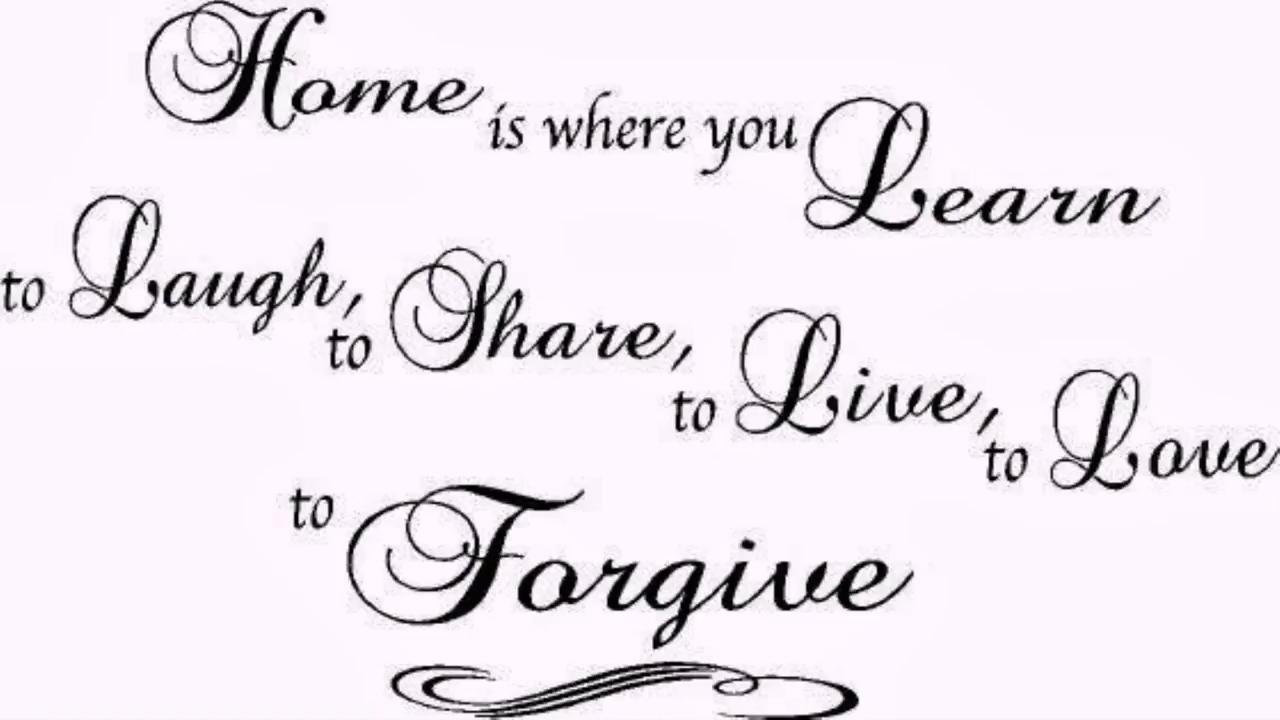 Home is where you Learn
to Laugh, to Share, to Live, to Love
to Forgive